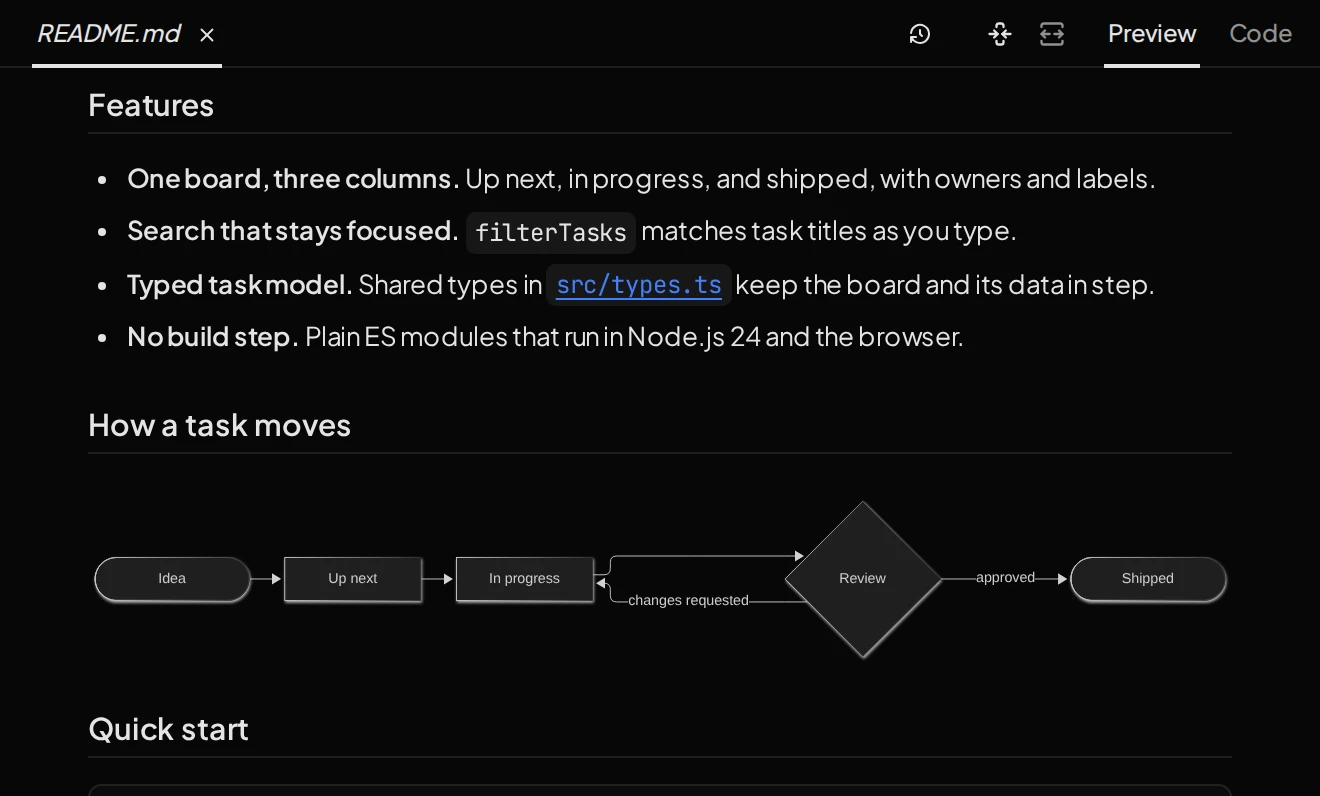 README.md
Preview
Code
Features
One board, three columns. Up next, in progress, and shipped, with owners and labels.
Search that stays focused. filterTasks matches task titles as you type.
Typed task model. Shared types in src/types.ts keep the board and its data in step.
No build step. Plain ES modules that run in Node.js 24 and the browser.
How a task moves
Idea
Up next
In progress
changes requested
Review
approved
Shipped
Quick start